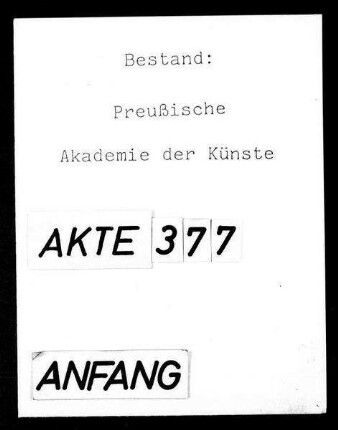 Bestand:
Preußische
Akademie der Künste
AKTE 377
ANFANG